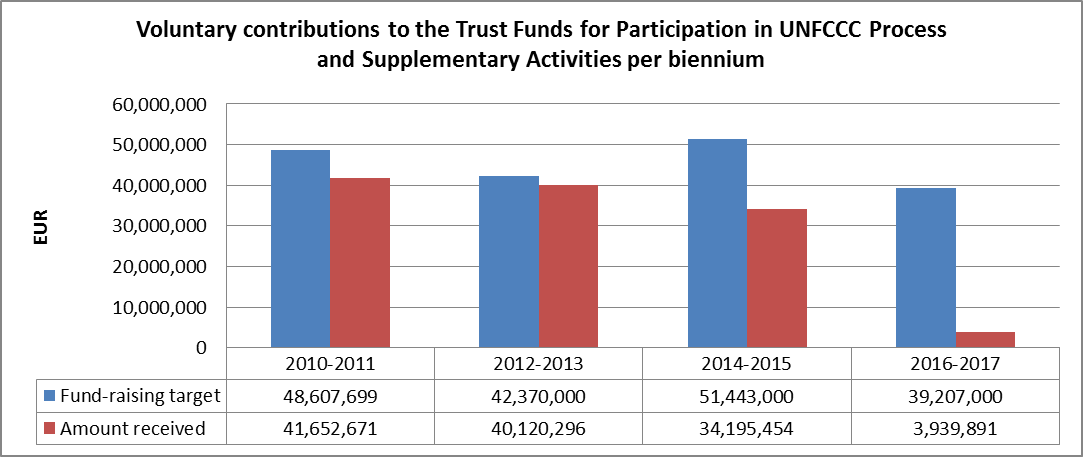 Voluntary contributions to the Trust Funds for Participation in UNFCCC Process
and Supplementary Activities per biennium
EUR
60,000,000
50,000,000
40,000,000
30,000,000
20,000,000
10,000,000
0
2010-2011 2012-2013 2014-2015 2016-2017
Fund-raising target 48,607,699 42,370,000 51,443,000 39,207,000
Amount received 41,652,671 40,120,296 34,195,454 3,939,891